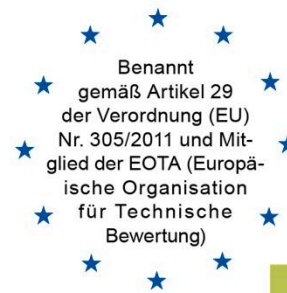 Benannt
gemäß Artikel 29
der Verordnung (EU)
Nr. 305/2011 und Mit-
glied der EOTA (Europä-
ische Organisation
für Technische
Bewertung)